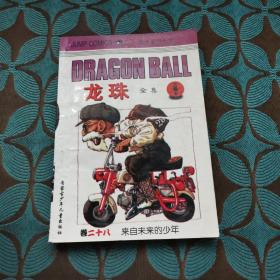 JUMP COMICS
DRAGON BALL
龙珠 全集
卷二十八 来自未来的少年
内蒙古少年儿童出版社